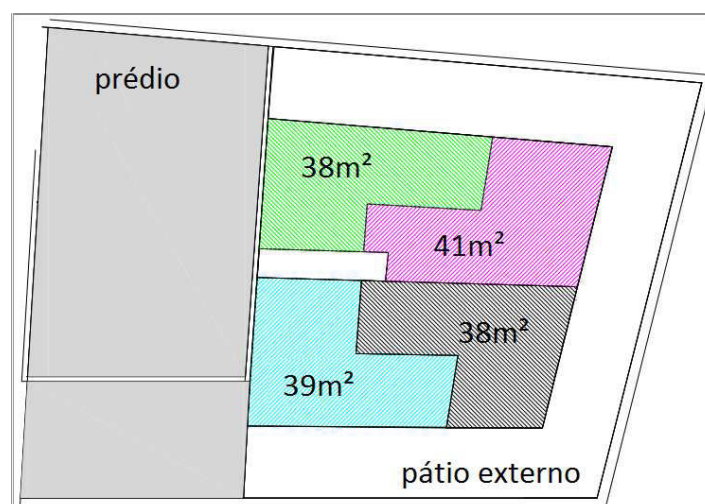 prédio
38m²
41m²
38m²
39m²
pátio externo